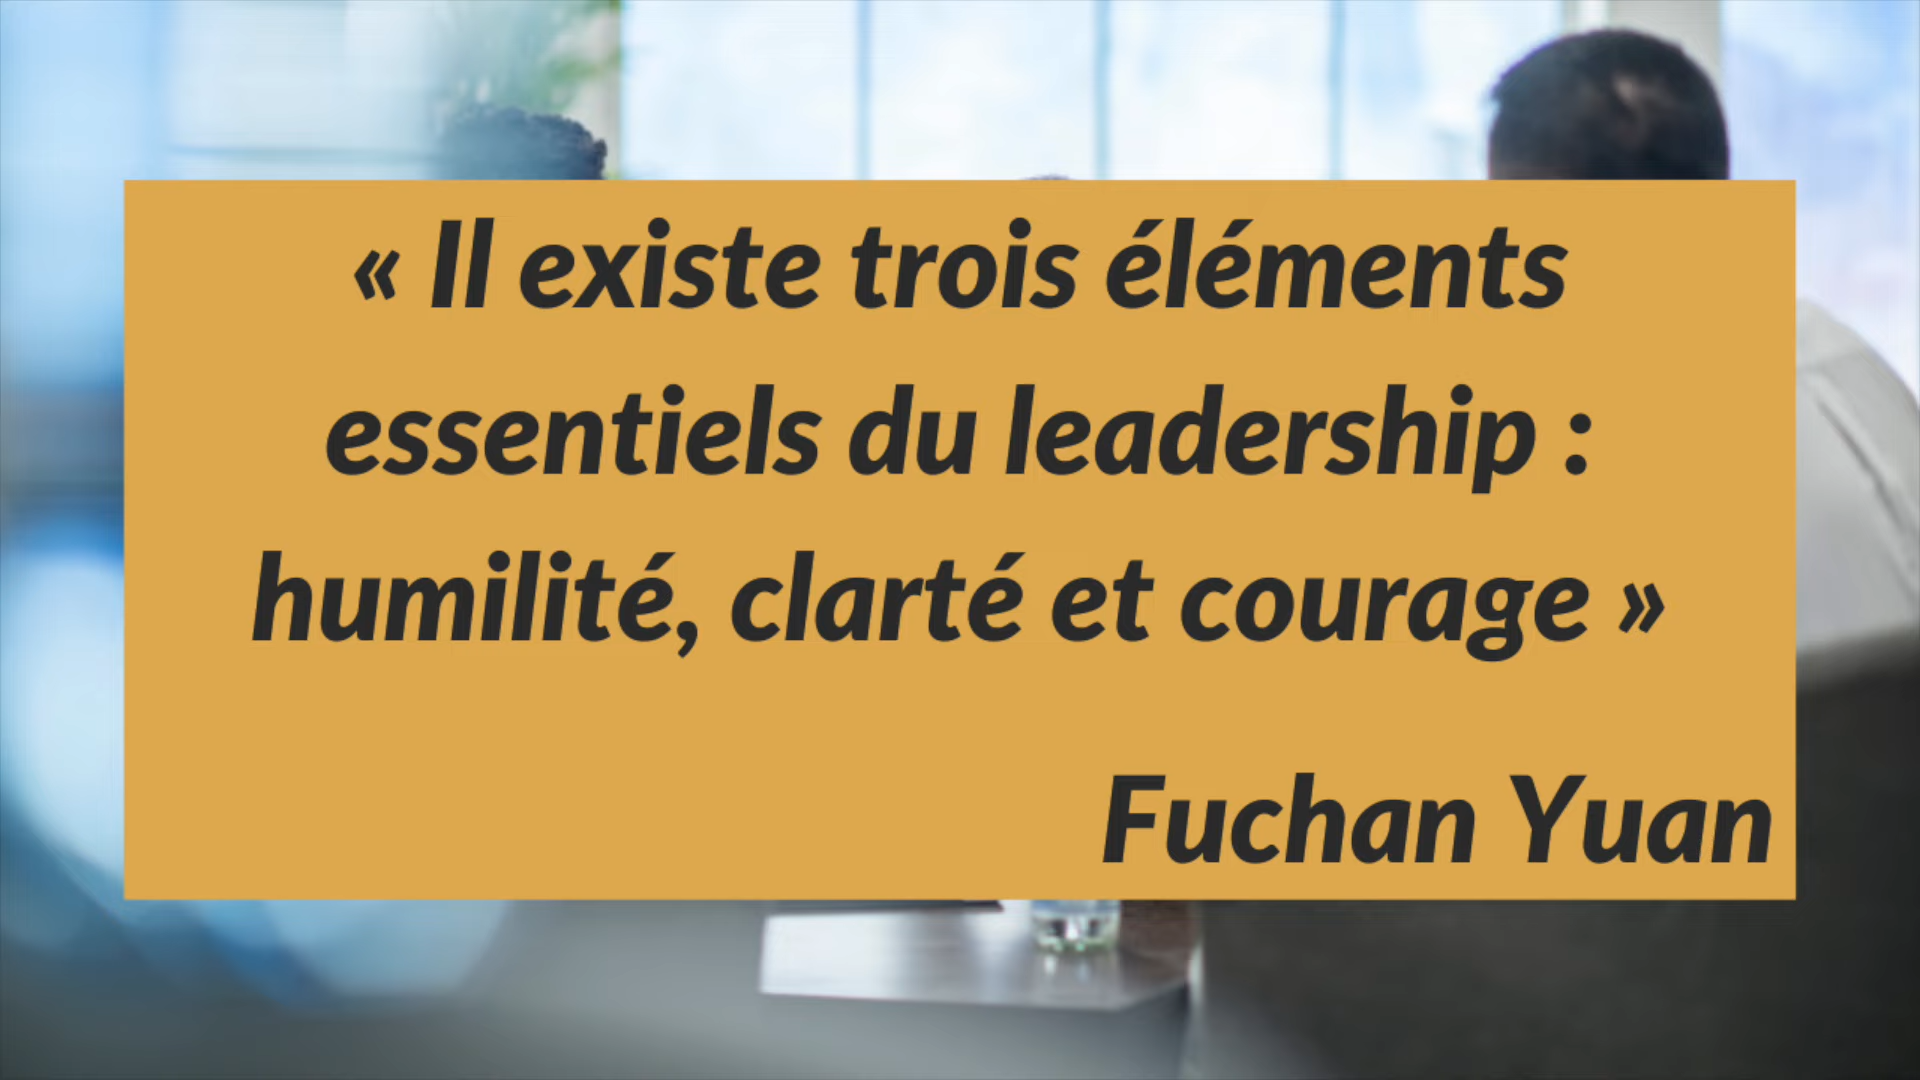 « Il existe trois éléments
essentiels du leadership :
humilité, clarté et courage »
Fuchan Yuan